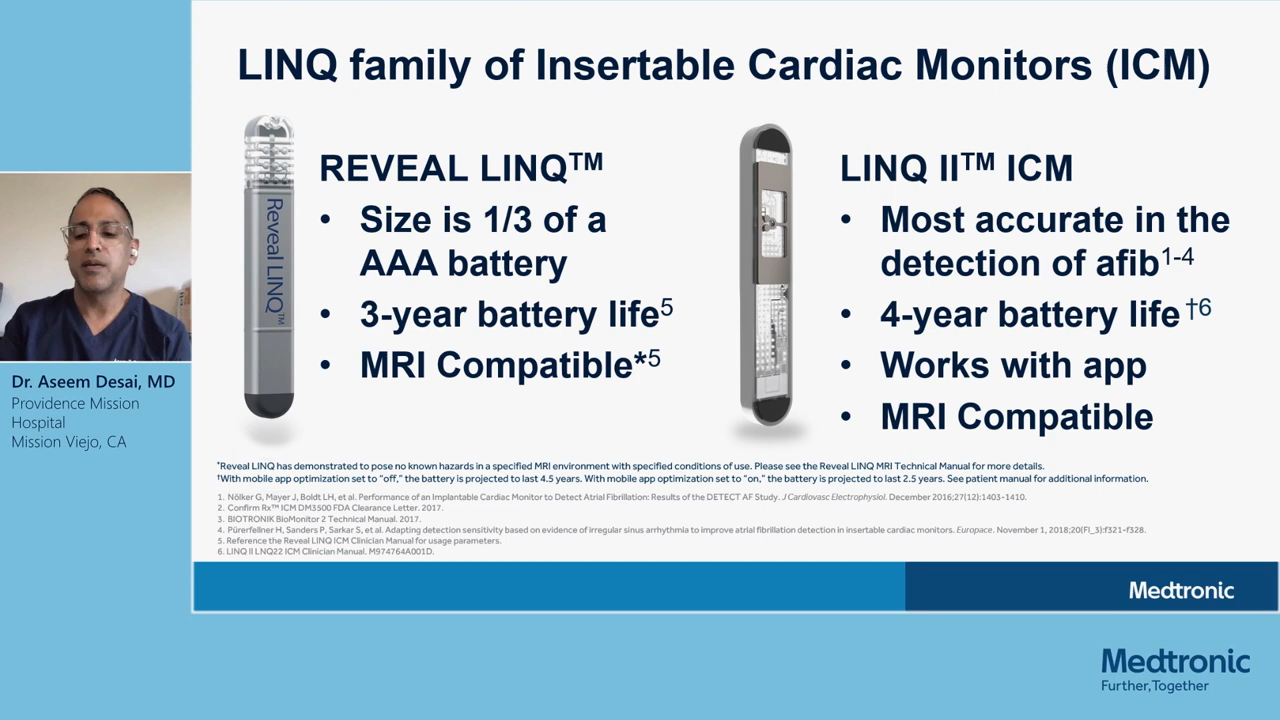 LINQ family of Insertable Cardiac Monitors (ICM)
Reveal LINQ™
REVEAL LINQ™
• Size is 1/3 of a
AAA battery
• 3-year battery life5
• MRI Compatible*5
LINQ II™ ICM
• Most accurate in the
detection of afib1-4
• 4-year battery life†6
• Works with app
• MRI Compatible
Dr. Aseem Desai, MD
Providence Mission
Hospital
Mission Viejo, CA
*Reveal LINQ has demonstrated to pose no known hazards in a specified MRI environment with specified conditions of use. Please see the Reveal LINQ MRI Technical Manual for more details.
†With mobile app optimization set to “off,” the battery is projected to last 4.5 years. With mobile app optimization set to “on,” the battery is projected to last 2.5 years. See patient manual for additional information.
1. Nölker G, Mayer J, Boldt LH, et al. Performance of an Implantable Cardiac Monitor to Detect Atrial Fibrillation: Results of the DETECT AF Study. J Cardiovasc Electrophysiol. December 2016;27(12):1403-1410.
2. Confirm Rx™ ICM DM3500 FDA Clearance Letter. 2017.
3. BIOTRONIK BioMonitor 2 Technical Manual. 2017.
4. Pürerfellner H, Sanders P, Sarkar S, et al. Adapting detection sensitivity based on evidence of irregular sinus arrhythmia to improve atrial fibrillation detection in insertable cardiac monitors. Europace. November 1, 2018;20(FI_3):f321-f328.
5. Reference the Reveal LINQ ICM Clinician Manual for usage parameters.
6. LINQ II LNQ22 ICM Clinician Manual. M974764A001D.
Medtronic
Medtronic
Further, Together